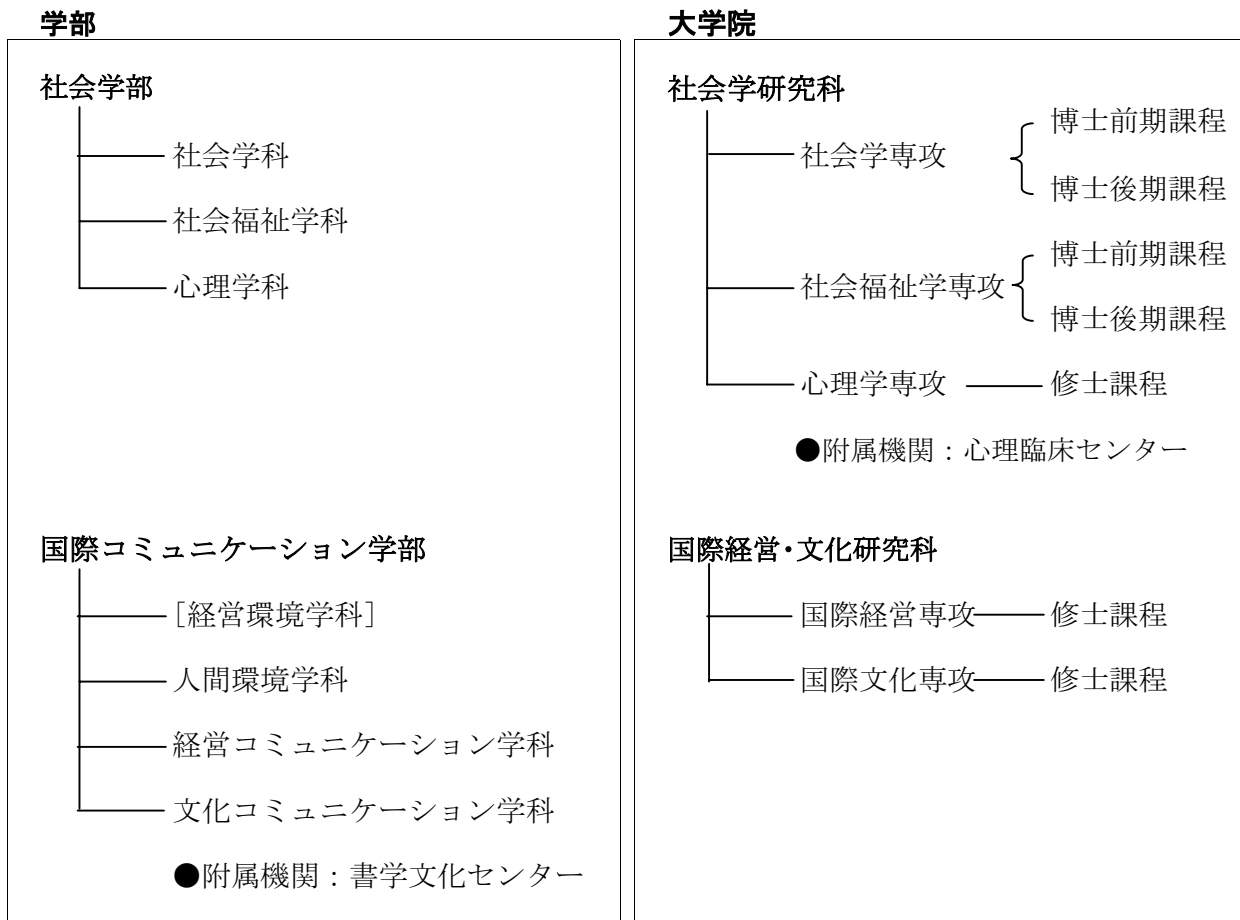 学部
社会学部
社会学科
社会福祉学科
心理学科
国際コミュニケーション学部
[経営環境学科]
人間環境学科
経営コミュニケーション学科
文化コミュニケーション学科
●附属機関：書学文化センター
大学院
社会学研究科
社会学専攻
博士前期課程
博士後期課程
社会福祉学専攻
博士前期課程
博士後期課程
心理学専攻 修士課程
●附属機関：心理臨床センター
国際経営・文化研究科
国際経営専攻 修士課程
国際文化専攻 修士課程